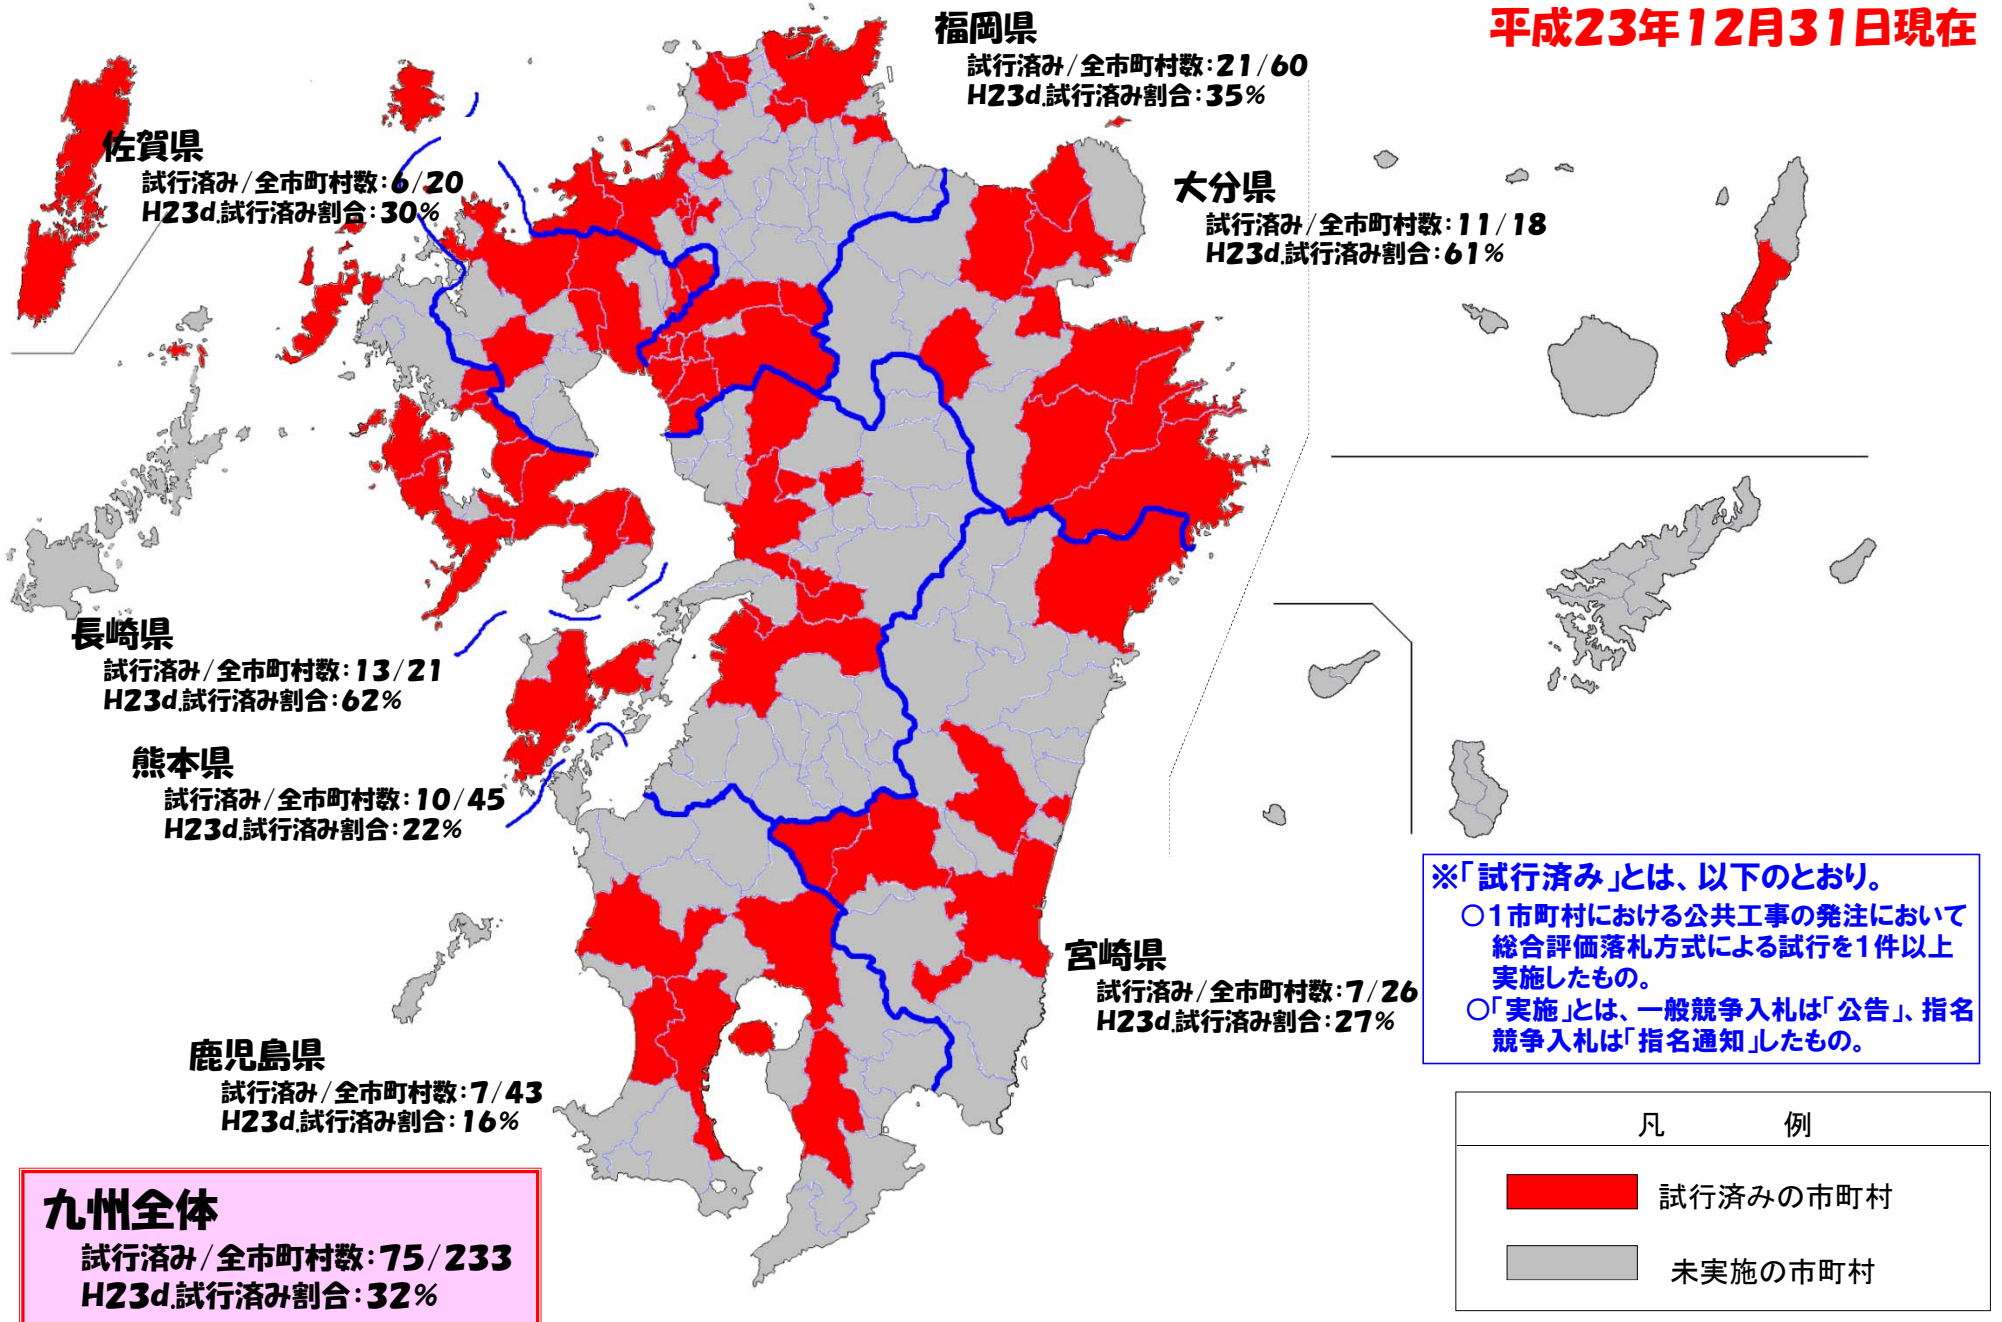 平成23年12月31日現在
福岡県
試行済み/全市町村数:21/60
H23d.試行済み割合:35%
佐賀県
試行済み/全市町村数:6/20
H23d.試行済み割合:30%
大分県
試行済み/全市町村数:11/18
H23d.試行済み割合:61%
長崎県
試行済み/全市町村数:13/21
H23d.試行済み割合:62%
熊本県
試行済み/全市町村数:10/45
H23d.試行済み割合:22%
宮崎県
試行済み/全市町村数:7/26
H23d.試行済み割合:27%
鹿児島県
試行済み/全市町村数:7/43
H23d.試行済み割合:16%
九州全体
試行済み/全市町村数:75/233
H23d.試行済み割合:32%
※「試行済み」とは、以下のとおり。
○1市町村における公共工事の発注において
総合評価落札方式による試行を1件以上
実施したもの。
○「実施」とは、一般競争入札は「公告」、指名
競争入札は「指名通知」したもの。
凡　例
試行済みの市町村
未実施の市町村